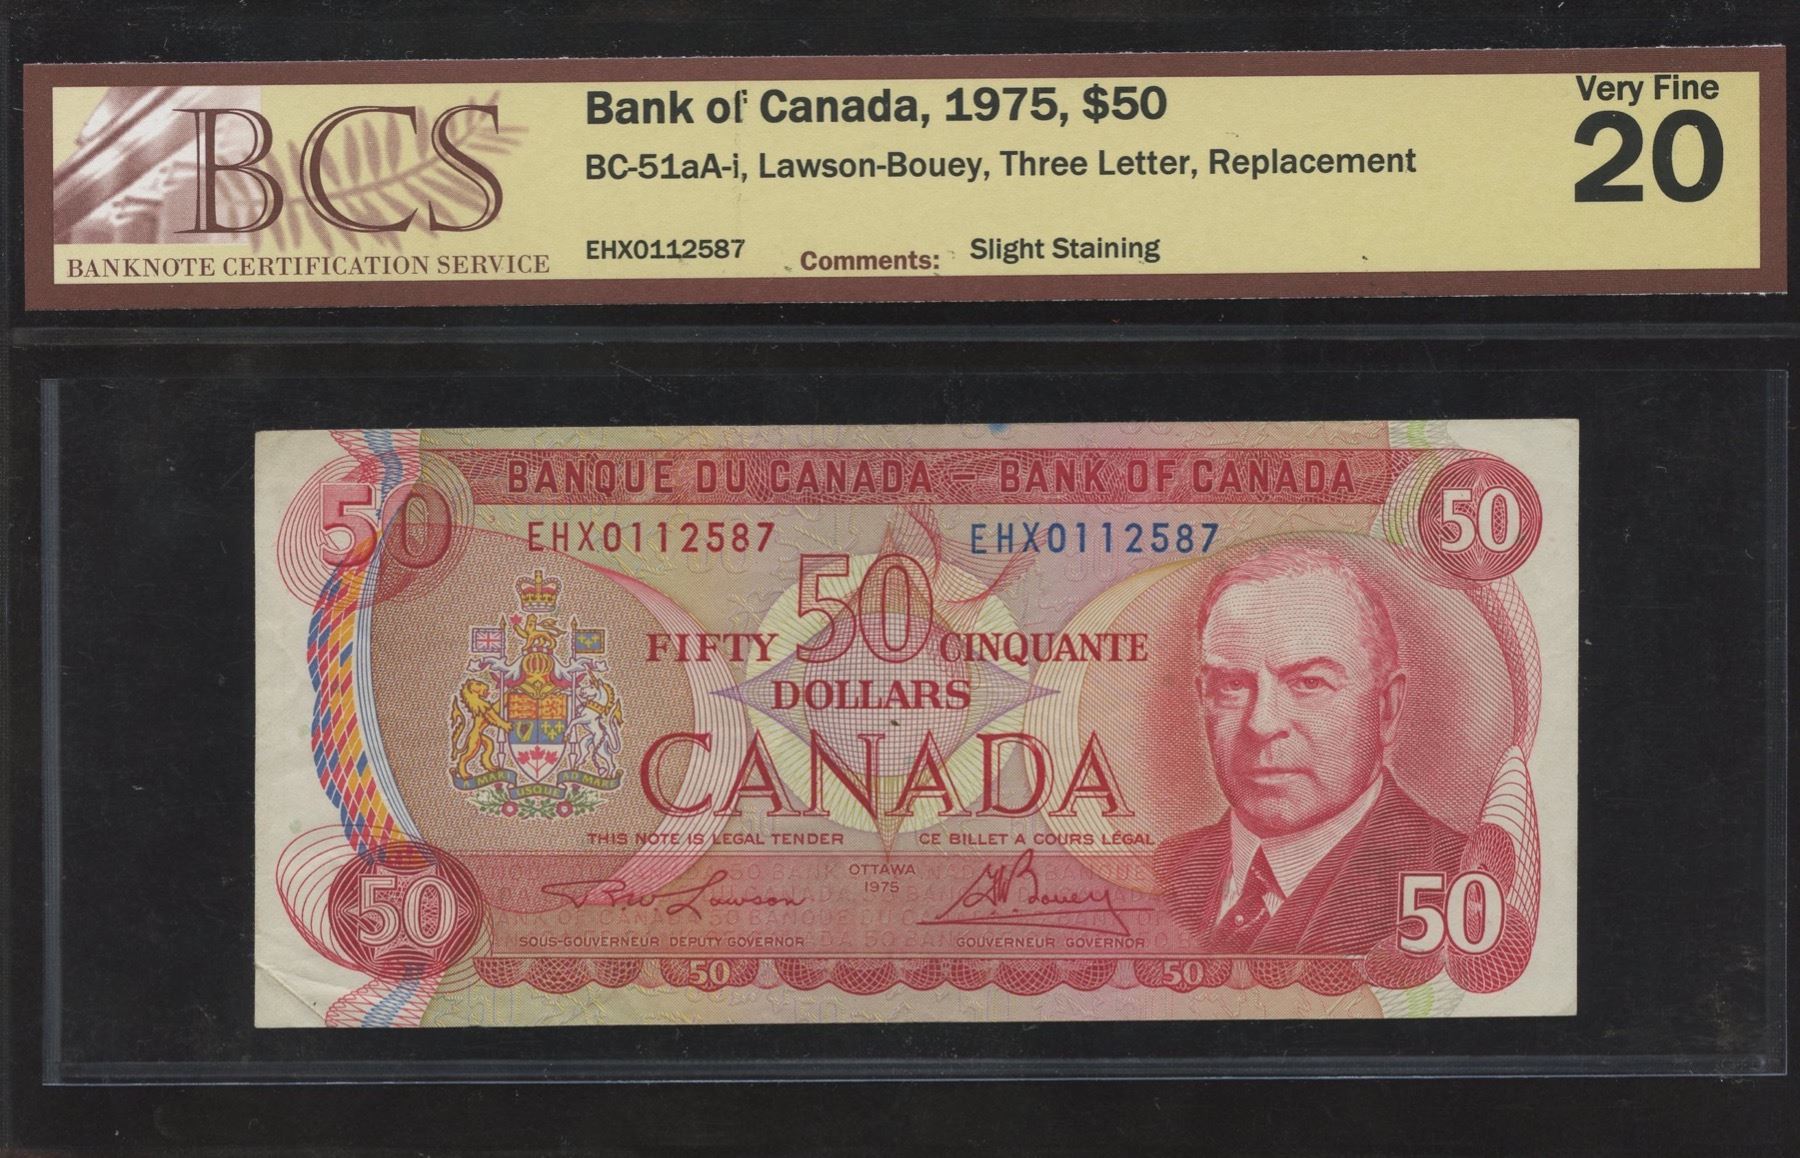 BCS
BANKNOTE CERTIFICATION SERVICE
Bank of Canada, 1975, $50
BC-51aA-i, Lawson-Bouey, Three Letter, Replacement
EHX0112587 Comments: Slight Staining
Very Fine
20
BANQUE DU CANADA – BANK OF CANADA
50 50
EHX0112587 EHX0112587
50
FIFTY CINQUANTE
DOLLARS
CANADA
A MARI USQUE AD MARE
THIS NOTE IS LEGAL TENDER CE BILLET A COURS LÉGAL
OTTAWA
1975
Lawson Bouey
SOUS-GOUVERNEUR DEPUTY GOVERNOR GOUVERNEUR GOVERNOR
50 50
50 50